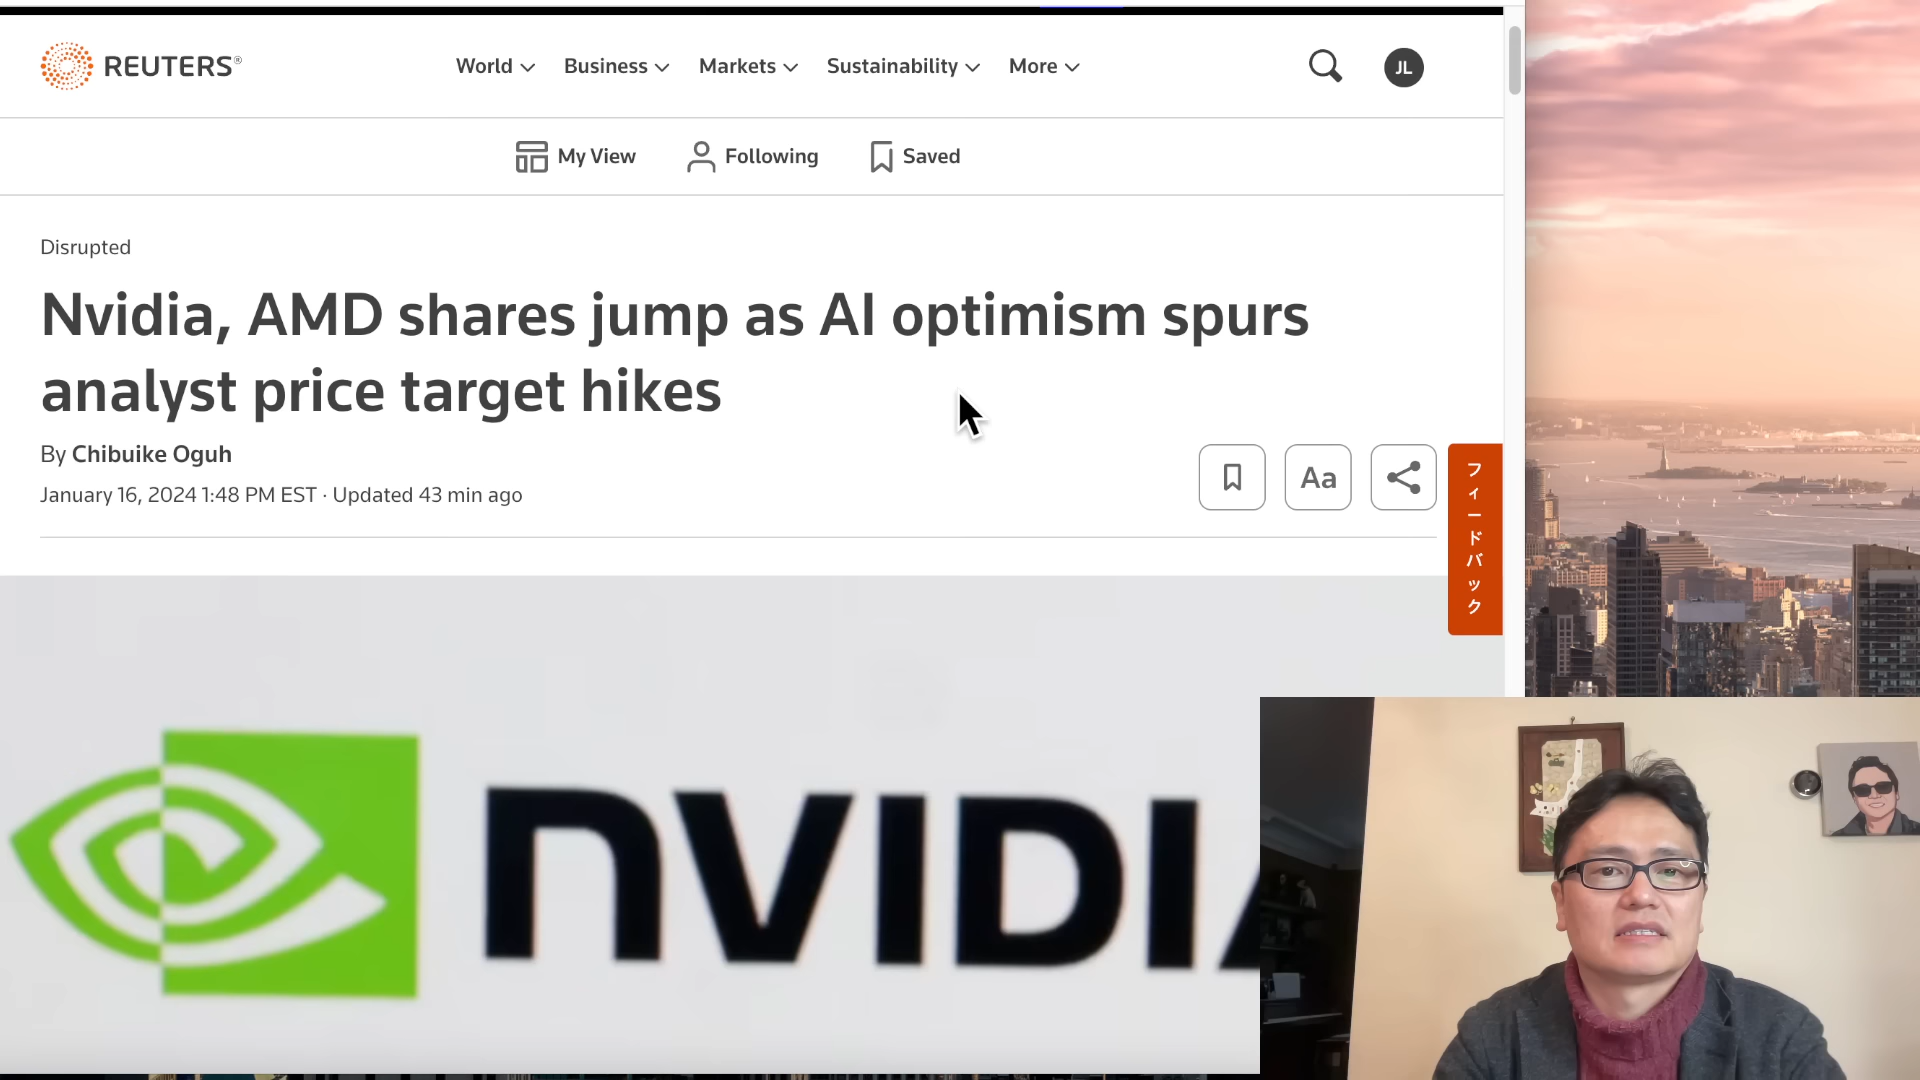 REUTERS®
World
Business
Markets
Sustainability
More
JL
My View
Following
Saved
Disrupted
Nvidia, AMD shares jump as AI optimism spurs
analyst price target hikes
By Chibuike Oguh
January 16, 2024 1:48 PM EST · Updated 43 min ago
Aa
フィードバック
nVIDIA